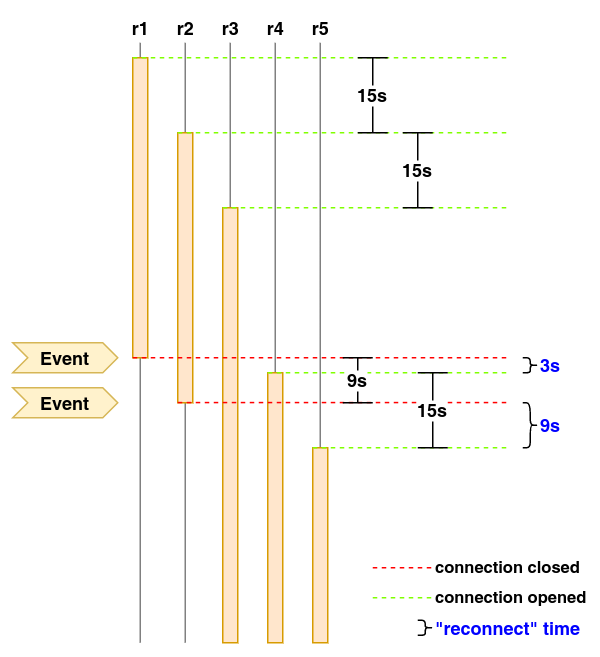 r1 r2 r3 r4 r5
15s
15s
Event
3s
9s
Event
15s
9s
connection closed
connection opened
"reconnect" time